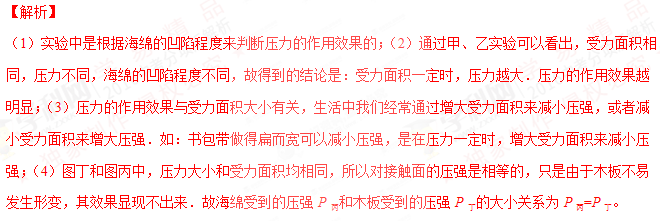 【解析】
（1）实验中是根据海绵的凹陷程度来判断压力的作用效果的；（2）通过甲、乙实验可以看出，受力面积相
同，压力不同，海绵的凹陷程度不同，故得到的结论是：受力面积一定时，压力越大．压力的作用效果越
明显；（3）压力的作用效果与受力面积大小有关，生活中我们经常通过增大受力面积来减小压强，或者减
小受力面积来增大压强．如：书包带做得扁而宽可以减小压强，是在压力一定时，增大受力面积来减小压
强；（4）图丁和图丙中，压力大小和受力面积均相同，所以对接触面的压强是相等的，只是由于木板不易
发生形变，其效果显现不出来．故海绵受到的压强 P丙和木板受到的压强 P丁的大小关系为 P丙=P丁。